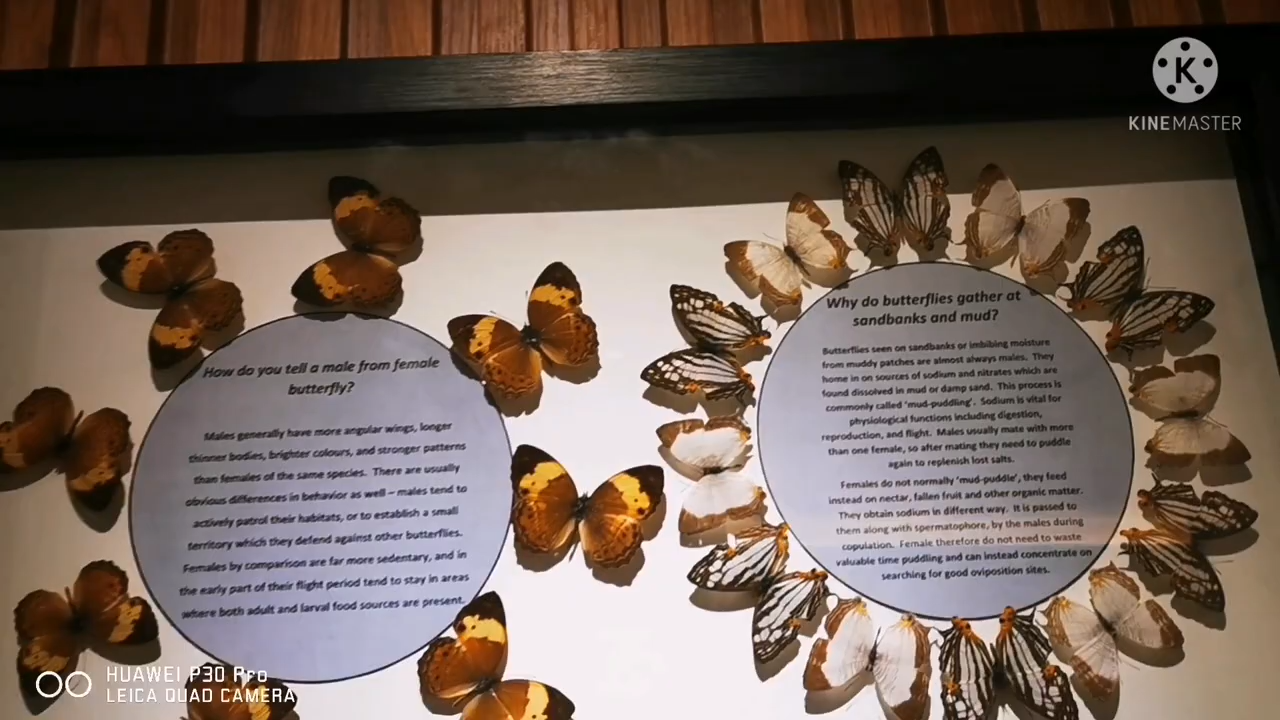 K
KINEMASTER
How do you tell a male from female
butterfly?
Males generally have more angular wings, longer
thinner bodies, brighter colours, and stronger patterns
than females of the same species. There are usually
obvious differences in behavior as well – males tend to
actively patrol their habitats, or to establish a small
territory which they defend against other butterflies.
Females by comparison are far more sedentary, and in
the early part of their flight period tend to stay in areas
where both adult and larval food sources are present.
Why do butterflies gather at
sandbanks and mud?
Butterflies seen on sandbanks or imbibing moisture
from muddy patches are almost always males. They
home in on sources of sodium and nitrates which are
found dissolved in mud or damp sand. This process is
commonly called 'mud-puddling'. Sodium is vital for
physiological functions including digestion,
reproduction, and flight. Males usually mate with more
than one female, so after mating they need to puddle
again to replenish lost salts.
Females do not normally 'mud-puddle', they feed
instead on nectar, fallen fruit and other organic matter.
They obtain sodium in different way. It is passed to
them along with spermatophore, by the males during
copulation. Female therefore do not need to waste
valuable time puddling and can instead concentrate on
searching for good oviposition sites.
HUAWEI P30 Pro
LEICA QUAD CAMERA